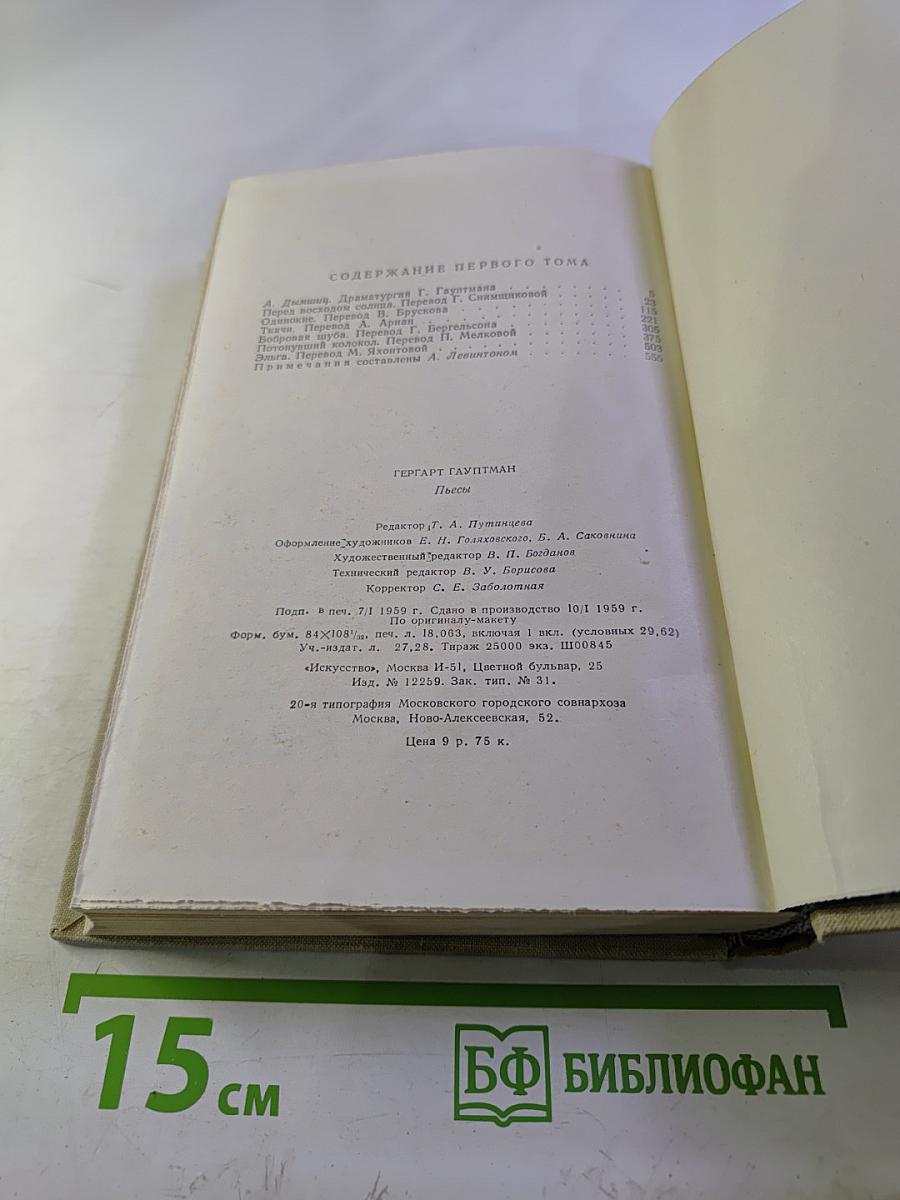 СОДЕРЖАНИЕ ПЕРВОГО ТОМА
А. Дымшиц. Драматургия Г. Гауптмана . . . . . . . 5
Перед восходом солнца. Перевод Г. Снимщиковой . . . . 23
Одинокие. Перевод В. Брускова . . . . . . . . . 115
Ткачи. Перевод А. Ариан . . . . . . . . . . . 221
Бобровая шуба. Перевод Г. Бергельсона . . . . . . . 305
Потонувший колокол. Перевод П. Мелковой . . . . . . 375
Эльга. Перевод М. Яхонтовой . . . . . . . . . . 503
Примечания составлены А. Левинтоном . . . . . . . 555
ГЕРГАРТ ГАУПТМАН
Пьесы
Редактор Т. А. Путинцева
Оформление художников Е. Н. Голяховского, Б. А. Саковнина
Художественный редактор В. П. Богданов
Технический редактор В. У. Борисова
Корректор С. Е. Заболотная
Подп. в печ. 7/I 1959 г. Сдано в производство 10/I 1959 г.
По оригиналу-макету
Форм. бум. 84×108¹/₃₂, печ. л. 18,063, включая 1 вкл. (условных 29,62)
Уч.-издат. л. 27,28. Тираж 25000 экз. Ш00845
«Искусство», Москва И-51, Цветной бульвар, 25
Изд. № 12259. Зак. тип. № 31.
20-я типография Московского городского совнархоза
Москва, Ново-Алексеевская, 52.
Цена 9 р. 75 к.
15 см
БФ БИБЛИОФАН